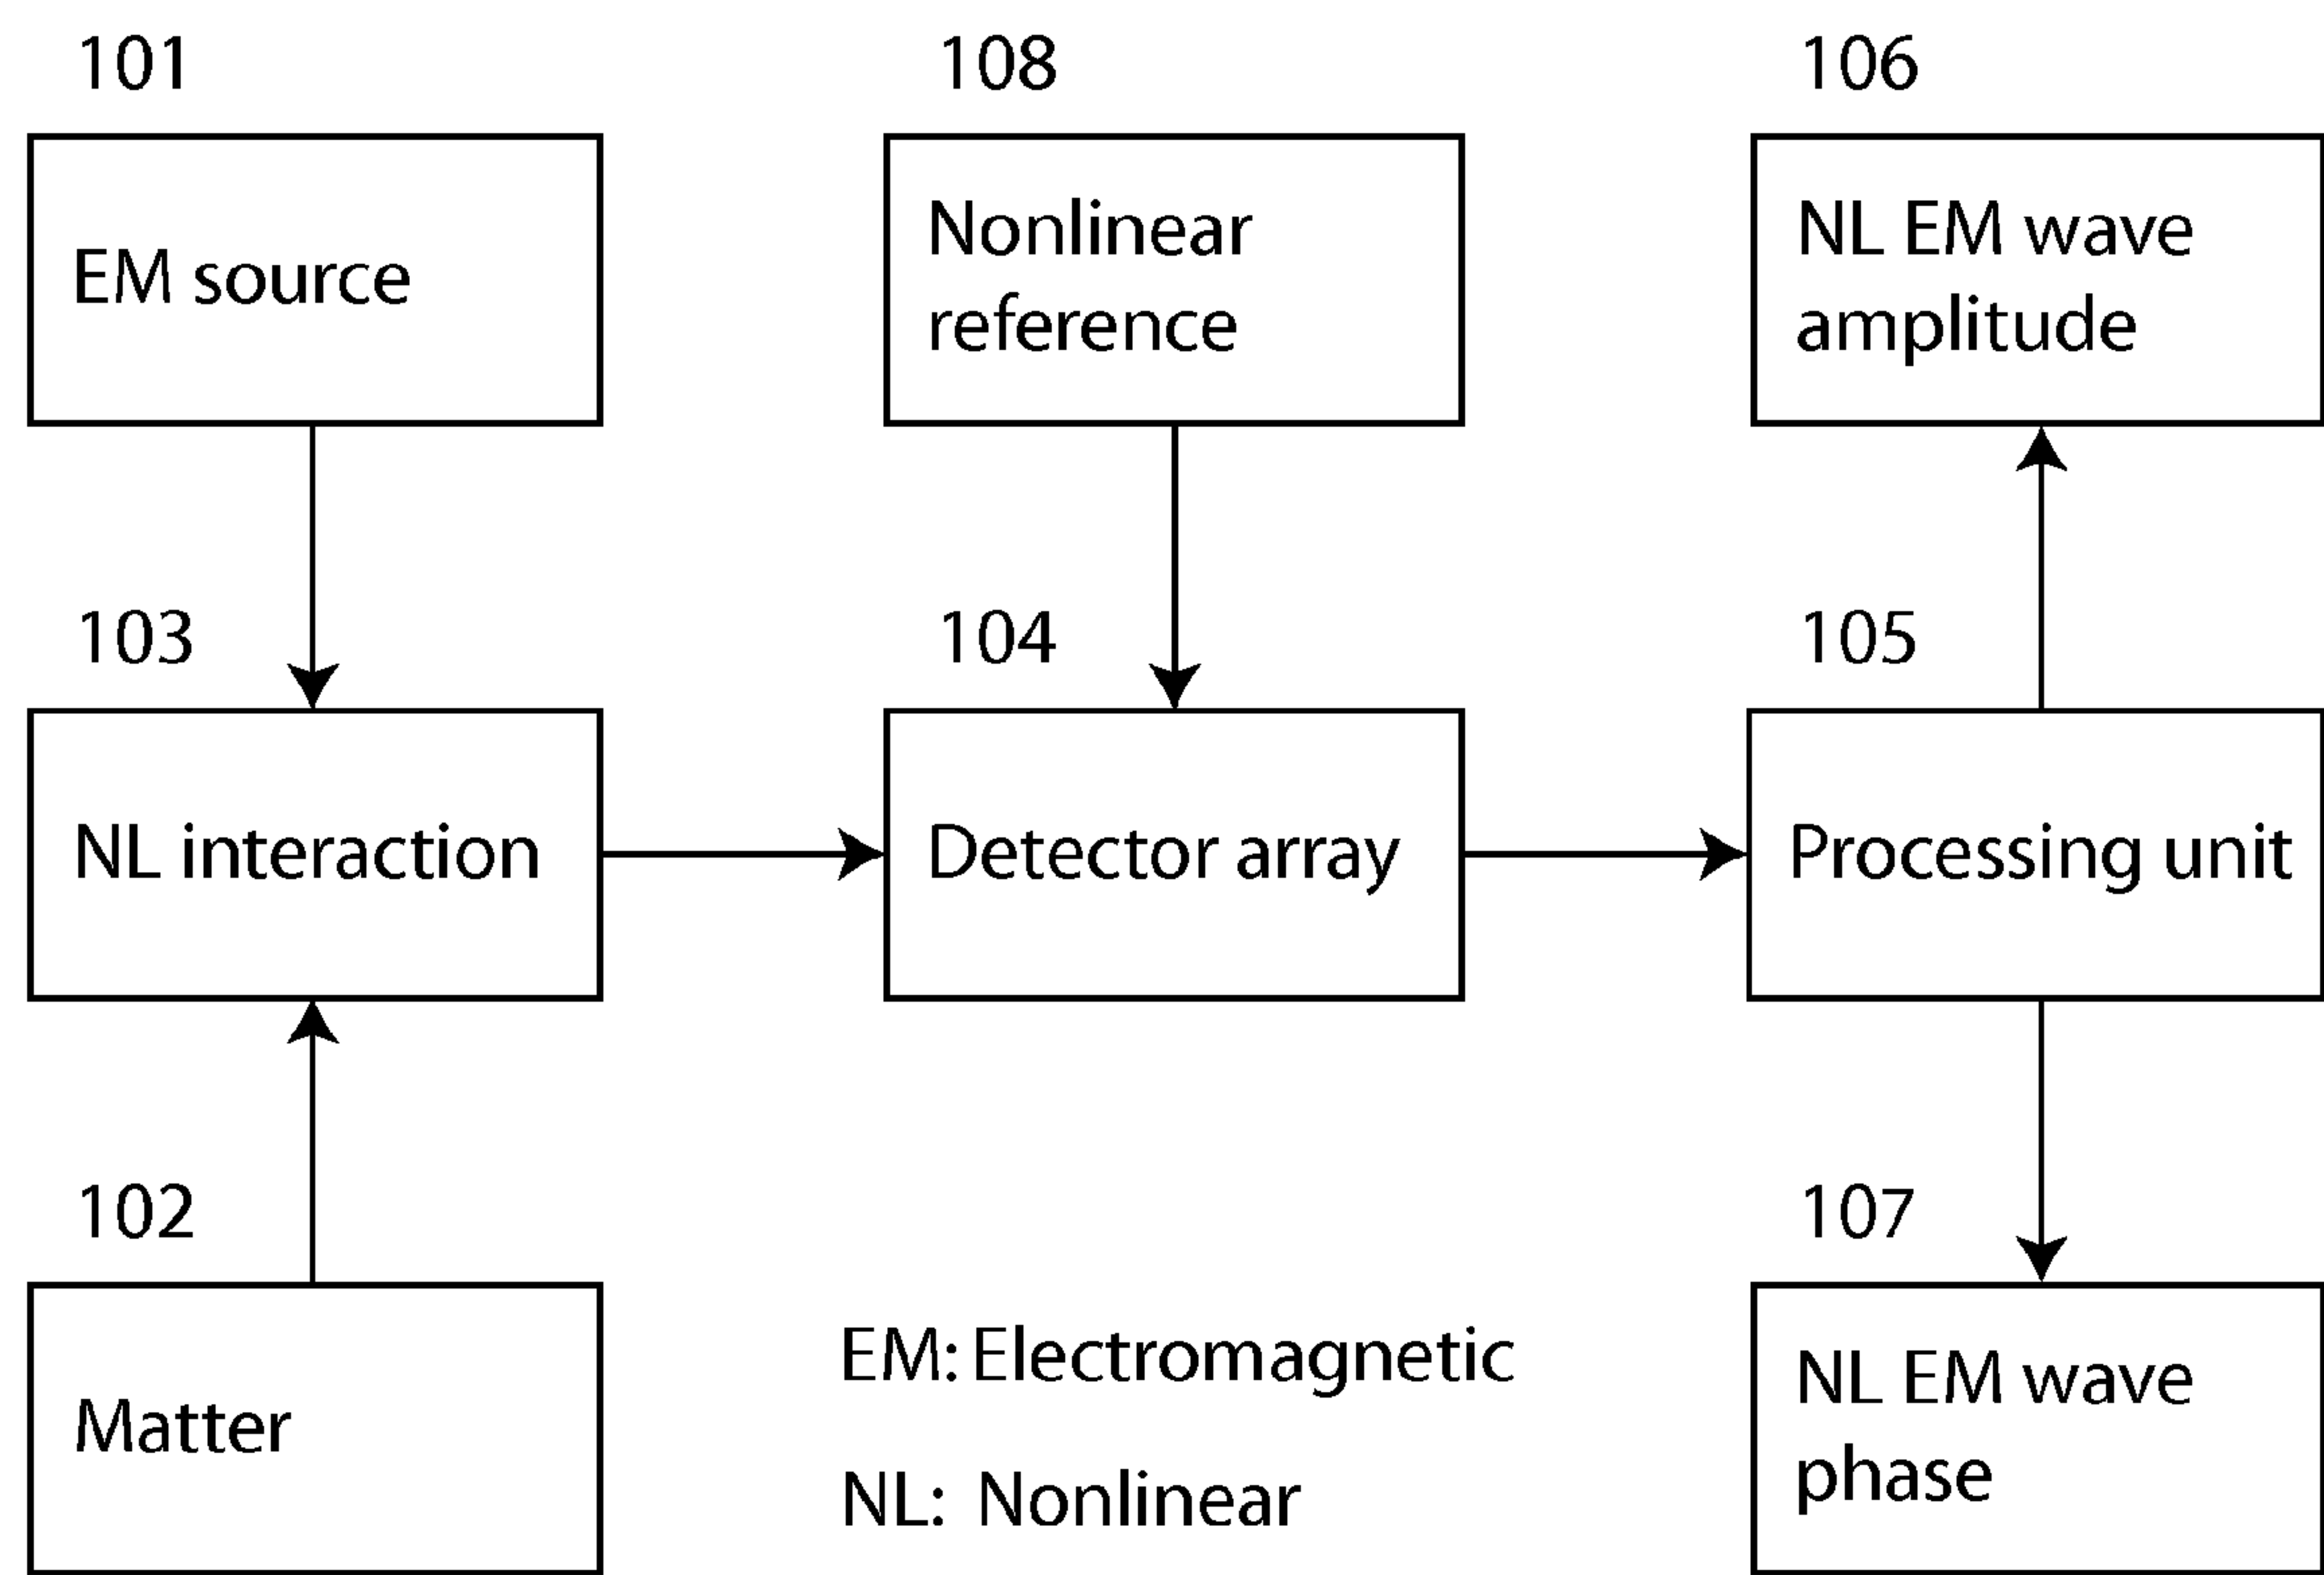 101
EM source
108
Nonlinear
reference
106
NL EM wave
amplitude
103
NL interaction
104
Detector array
105
Processing unit
102
Matter
EM: Electromagnetic
NL: Nonlinear
107
NL EM wave
phase